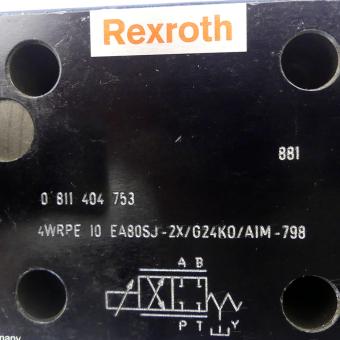 Rexroth
881
0 811 404 753
4WRPE 10 EA80SJ-2X/G24K0/A1M-798
A B
P T Y